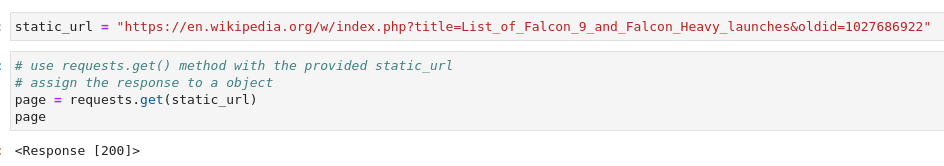 static_url = "https://en.wikipedia.org/w/index.php?title=List_of_Falcon_9_and_Falcon_Heavy_launches&oldid=1027686922"
# use requests.get() method with the provided static_url
# assign the response to a object
page = requests.get(static_url)
page
<Response [200]>